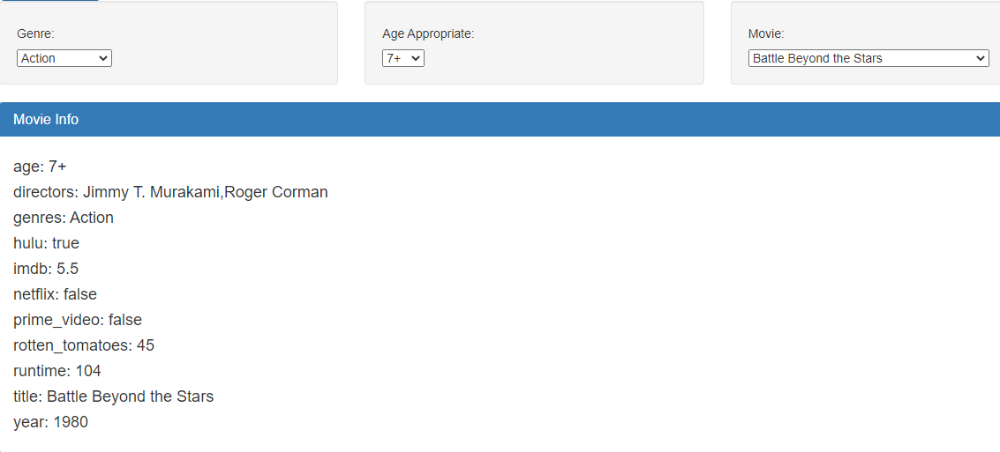 Genre:
Action
Age Appropriate:
7+
Movie:
Battle Beyond the Stars
Movie Info
age: 7+
directors: Jimmy T. Murakami,Roger Corman
genres: Action
hulu: true
imdb: 5.5
netflix: false
prime_video: false
rotten_tomatoes: 45
runtime: 104
title: Battle Beyond the Stars
year: 1980